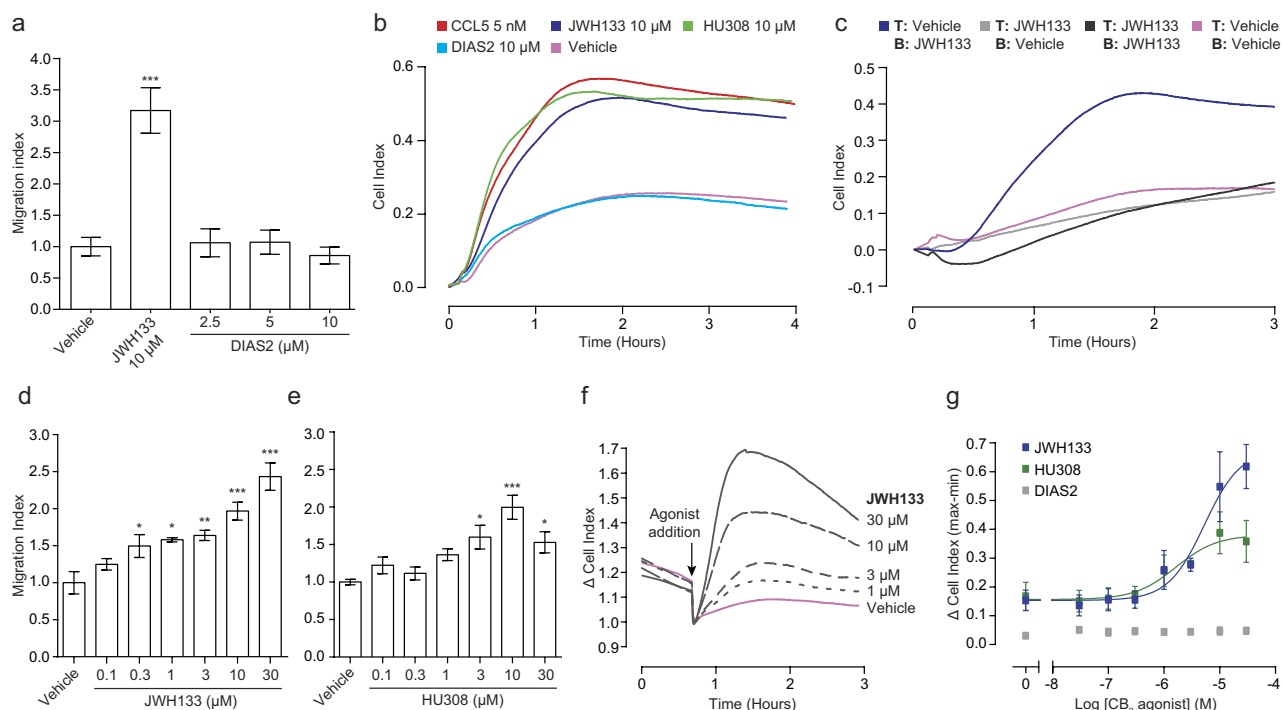 a
Migration index
4.0
3.5
3.0
2.5
2.0
1.5
1.0
0.5
0.0
***
Vehicle
JWH133
10 µM
2.5 5 10
DIAS2 (µM)
b
CCL5 5 nM JWH133 10 µM HU308 10 µM
DIAS2 10 µM Vehicle
Cell Index
0.6
0.4
0.2
0.0
0 1 2 3 4
Time (Hours)
c
T: Vehicle T: JWH133 T: JWH133 T: Vehicle
B: JWH133 B: Vehicle B: JWH133 B: Vehicle
Cell Index
0.5
0.4
0.3
0.2
0.1
0.0
-0.1
0 1 2 3
Time (Hours)
d
Migration Index
3.0
2.5
2.0
1.5
1.0
0.5
0.0
* * ** *** ***
Vehicle
0.1 0.3 1 3 10 30
JWH133 (µM)
e
3.0
2.5
2.0
1.5
1.0
0.5
0.0
* *** *
Vehicle
0.1 0.3 1 3 10 30
HU308 (µM)
f
Δ Cell Index
1.7
1.6
1.5
1.4
1.3
1.2
1.1
1.0
0.9
Agonist
addition
JWH133
30 µM
10 µM
3 µM
1 µM
Vehicle
0 1 2 3
Time (Hours)
g
JWH133
HU308
DIAS2
Δ Cell Index (max-min)
0.7
0.6
0.5
0.4
0.3
0.2
0.1
0.0
0 -8 -7 -6 -5 -4
Log [CB₂ agonist] (M)